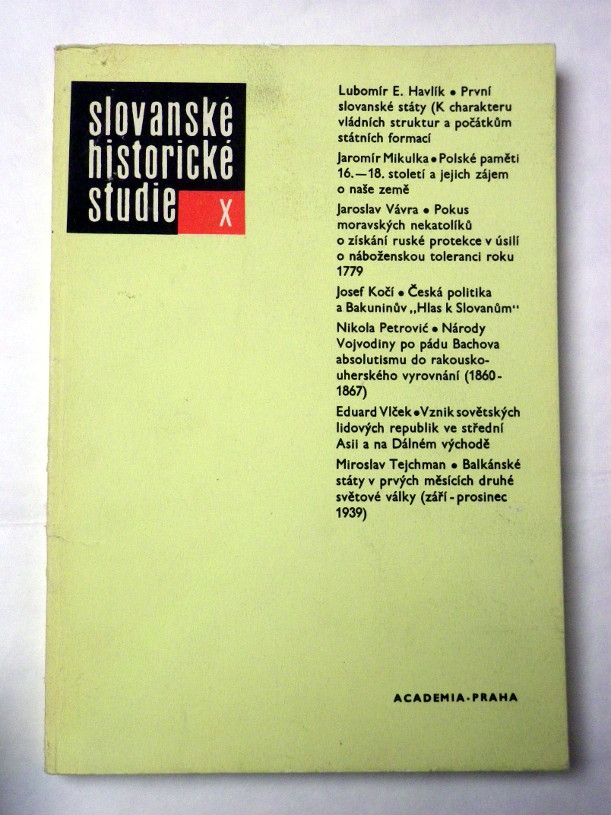 slovanské
historické
studie X
Lubomír E. Havlík • První
slovanské státy (K charakteru
vládních struktur a počátkům
státních formací
Jaromír Mikulka • Polské paměti
16.—18. století a jejich zájem
o naše země
Jaroslav Vávra • Pokus
moravských nekatolíků
o získání ruské protekce v úsilí
o náboženskou toleranci roku
1779
Josef Kočí • Česká politika
a Bakuninův „Hlas k Slovanům"
Nikola Petrović • Národy
Vojvodiny po pádu Bachova
absolutismu do rakousko-
uherského vyrovnání (1860-
1867)
Eduard Vlček • Vznik sovětských
lidových republik ve střední
Asii a na Dálném východě
Miroslav Tejchman • Balkánské
státy v prvých měsících druhé
světové války (září - prosinec
1939)
ACADEMIA-PRAHA